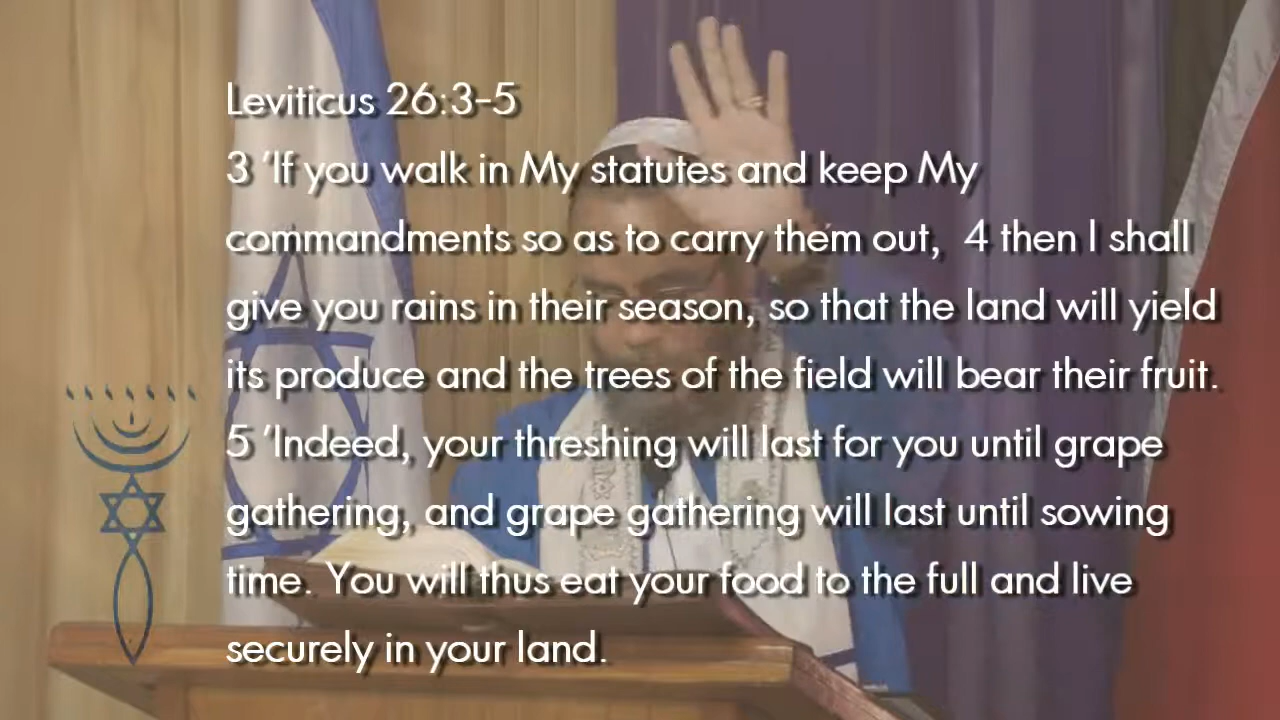 Leviticus 26:3-5
3 'If you walk in My statutes and keep My
commandments so as to carry them out,  4 then I shall
give you rains in their season, so that the land will yield
its produce and the trees of the field will bear their fruit.
5 'Indeed, your threshing will last for you until grape
gathering, and grape gathering will last until sowing
time.  You will thus eat your food to the full and live
securely in your land.